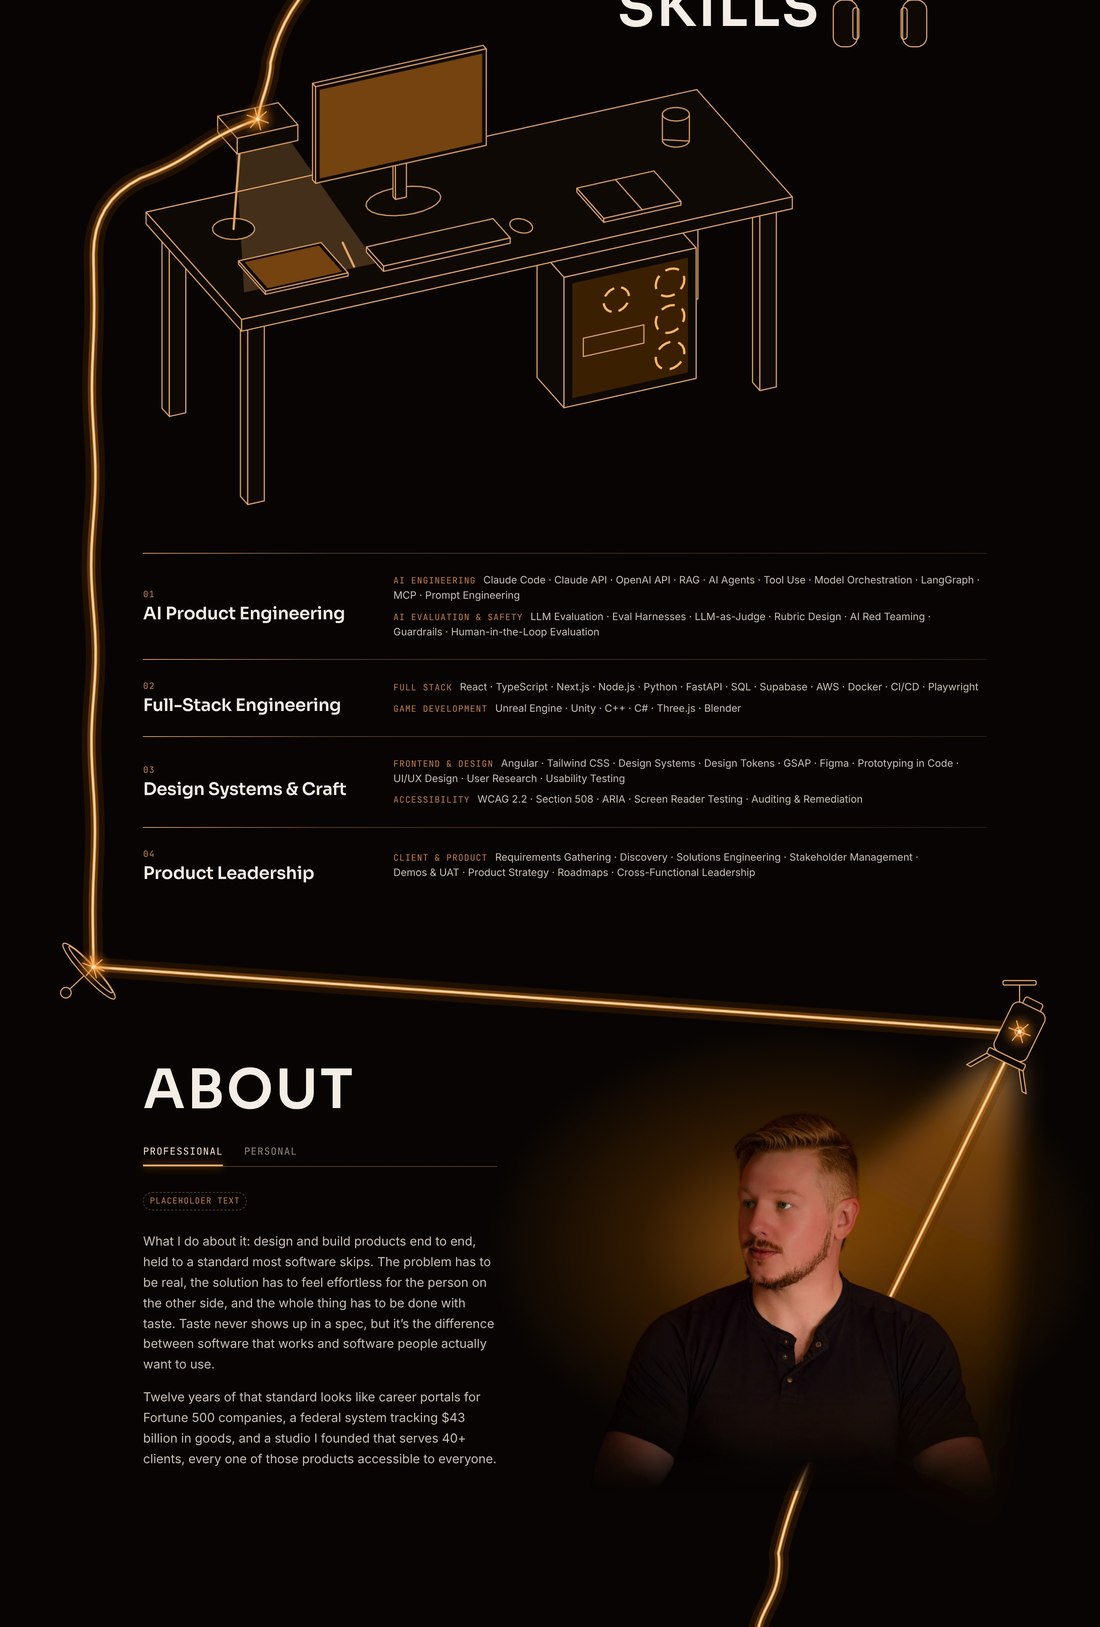 SKILLS
01
AI Product Engineering
AI ENGINEERING Claude Code · Claude API · OpenAI API · RAG · AI Agents · Tool Use · Model Orchestration · LangGraph ·
MCP · Prompt Engineering
AI EVALUATION & SAFETY LLM Evaluation · Eval Harnesses · LLM-as-Judge · Rubric Design · AI Red Teaming ·
Guardrails · Human-in-the-Loop Evaluation
02
Full-Stack Engineering
FULL STACK React · TypeScript · Next.js · Node.js · Python · FastAPI · SQL · Supabase · AWS · Docker · CI/CD · Playwright
GAME DEVELOPMENT Unreal Engine · Unity · C++ · C# · Three.js · Blender
03
Design Systems & Craft
FRONTEND & DESIGN Angular · Tailwind CSS · Design Systems · Design Tokens · GSAP · Figma · Prototyping in Code ·
UI/UX Design · User Research · Usability Testing
ACCESSIBILITY WCAG 2.2 · Section 508 · ARIA · Screen Reader Testing · Auditing & Remediation
04
Product Leadership
CLIENT & PRODUCT Requirements Gathering · Discovery · Solutions Engineering · Stakeholder Management ·
Demos & UAT · Product Strategy · Roadmaps · Cross-Functional Leadership
ABOUT
PROFESSIONAL PERSONAL
PLACEHOLDER TEXT
What I do about it: design and build products end to end,
held to a standard most software skips. The problem has to
be real, the solution has to feel effortless for the person on
the other side, and the whole thing has to be done with
taste. Taste never shows up in a spec, but it's the difference
between software that works and software people actually
want to use.
Twelve years of that standard looks like career portals for
Fortune 500 companies, a federal system tracking $43
billion in goods, and a studio I founded that serves 40+
clients, every one of those products accessible to everyone.